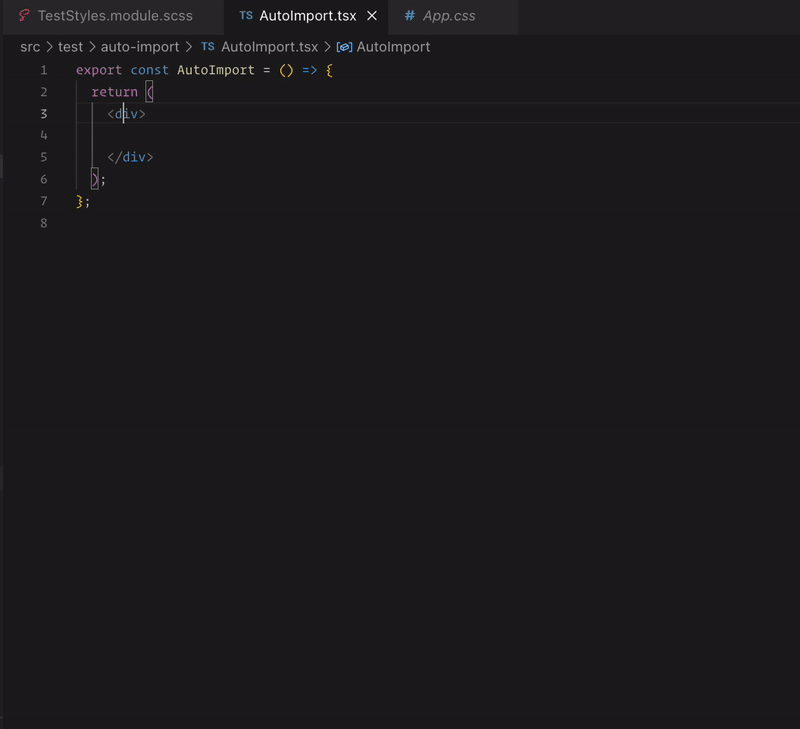 TestStyles.module.scss TS AutoImport.tsx × # App.css
src > test > auto-import > TS AutoImport.tsx > AutoImport
1 export const AutoImport = () => {
2   return (
3     <div>
4
5     </div>
6   );
7 };
8